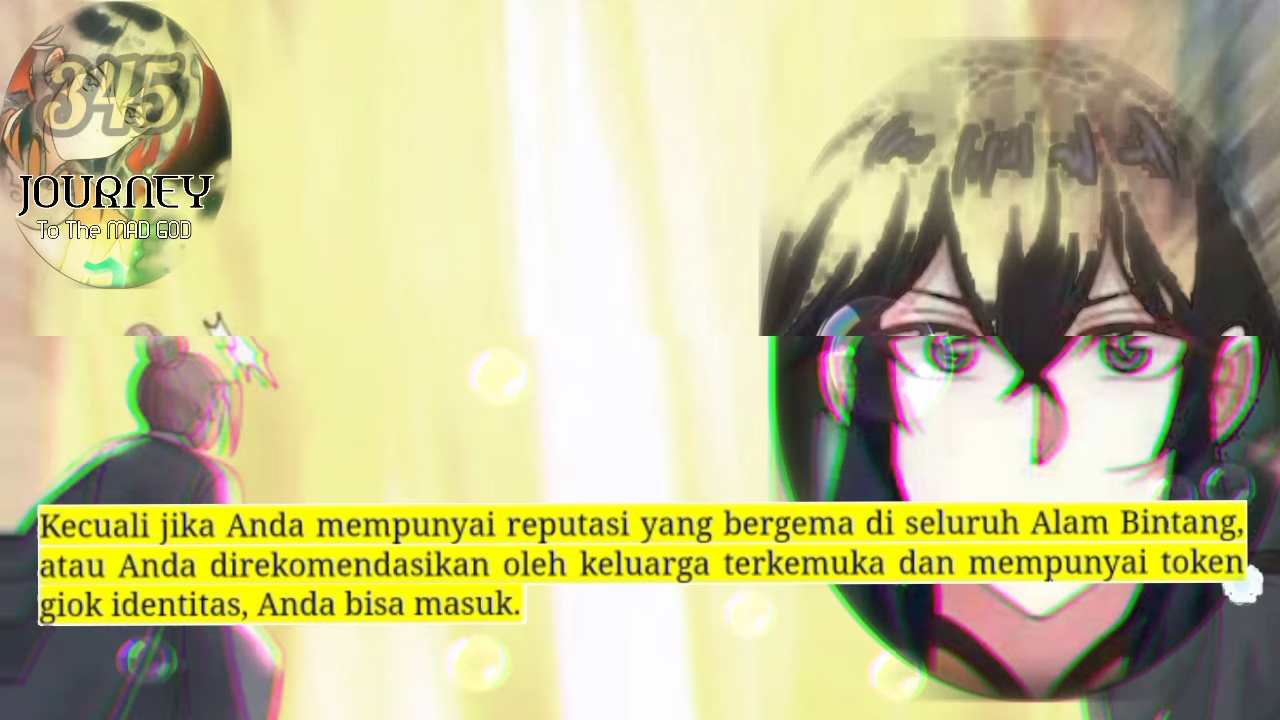 345
JOURNEY
To The MAD GOD
Kecuali jika Anda mempunyai reputasi yang bergema di seluruh Alam Bintang,
atau Anda direkomendasikan oleh keluarga terkemuka dan mempunyai token
giok identitas, Anda bisa masuk.